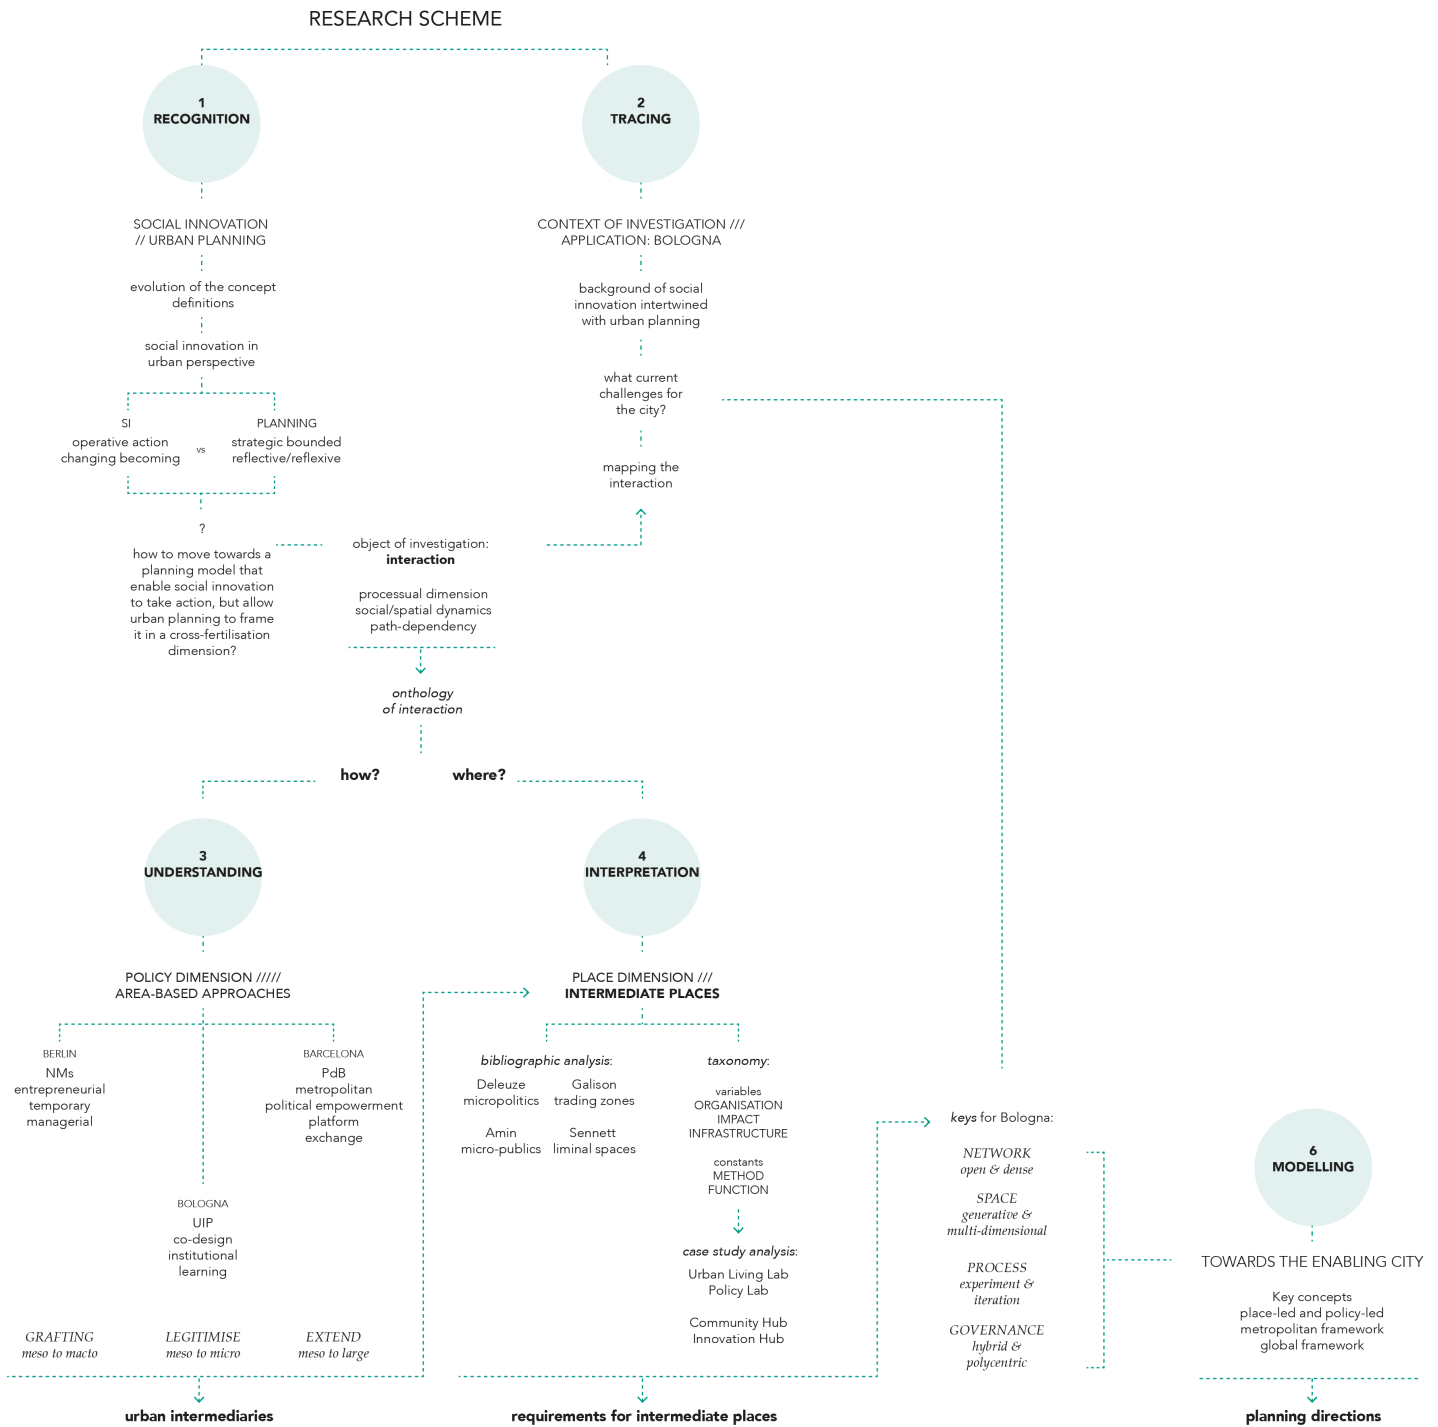 RESEARCH SCHEME
1
RECOGNITION
SOCIAL INNOVATION
// URBAN PLANNING
evolution of the concept
definitions
social innovation in
urban perspective
SI
operative action
changing becoming
vs
PLANNING
strategic bounded
reflective/reflexive
?
how to move towards a
planning model that
enable social innovation
to take action, but allow
urban planning to frame
it in a cross-fertilisation
dimension?
2
TRACING
CONTEXT OF INVESTIGATION ///
APPLICATION: BOLOGNA
background of social
innovation intertwined
with urban planning
what current
challenges for
the city?
mapping the
interaction
object of investigation:
interaction
processual dimension
social/spatial dynamics
path-dependency
onthology
of interaction
how?
where?
3
UNDERSTANDING
POLICY DIMENSION /////
AREA-BASED APPROACHES
BERLIN
NMs
entrepreneurial
temporary
managerial
BARCELONA
PdB
metropolitan
political empowerment
platform
exchange
BOLOGNA
UIP
co-design
institutional
learning
GRAFTING
meso to macto
LEGITIMISE
meso to micro
EXTEND
meso to large
urban intermediaries
4
INTERPRETATION
PLACE DIMENSION ///
INTERMEDIATE PLACES
bibliographic analysis:
Deleuze
micropolitics
Galison
trading zones
Amin
micro-publics
Sennett
liminal spaces
taxonomy:
variables
ORGANISATION
IMPACT
INFRASTRUCTURE
constants
METHOD
FUNCTION
case study analysis:
Urban Living Lab
Policy Lab
Community Hub
Innovation Hub
requirements for intermediate places
keys for Bologna:
NETWORK
open & dense
SPACE
generative &
multi-dimensional
PROCESS
experiment &
iteration
GOVERNANCE
hybrid &
polycentric
6
MODELLING
TOWARDS THE ENABLING CITY
Key concepts
place-led and policy-led
metropolitan framework
global framework
planning directions